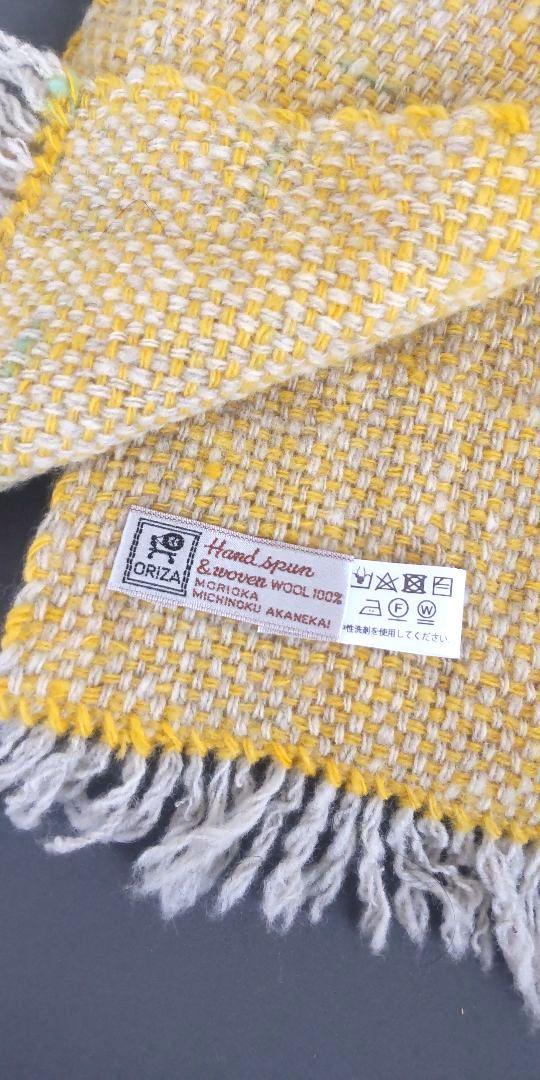 ORIZA
Hand spun
& woven WOOL 100%
MORIOKA
MICHINOKU AKANEKAI
F W
性洗剤を使用してください